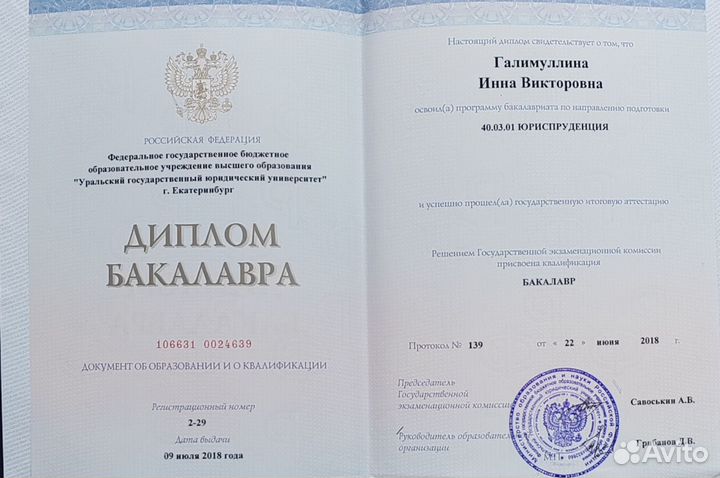 РОССИЙСКАЯ ФЕДЕРАЦИЯ
Федеральное государственное бюджетное
образовательное учреждение высшего образования
"Уральский государственный юридический университет"
г. Екатеринбург
ДИПЛОМ
БАКАЛАВРА
106631 0024639
ДОКУМЕНТ ОБ ОБРАЗОВАНИИ И О КВАЛИФИКАЦИИ
Регистрационный номер
2-29
Дата выдачи
09 июля 2018 года
Настоящий диплом свидетельствует о том, что
Галимуллина
Инна Викторовна
освоил(а) программу бакалавриата по направлению подготовки
40.03.01 ЮРИСПРУДЕНЦИЯ
и успешно прошел(ла) государственную итоговую аттестацию
Решением Государственной экзаменационной комиссии
присвоена квалификация
БАКАЛАВР
Протокол № 139 от « 22 » июня 2018 г.
Председатель
Государственной
экзаменационной комиссии
Савоськин А.В.
Руководитель образовательной
организации
Грибанов Д.В.
М.П.
Avito